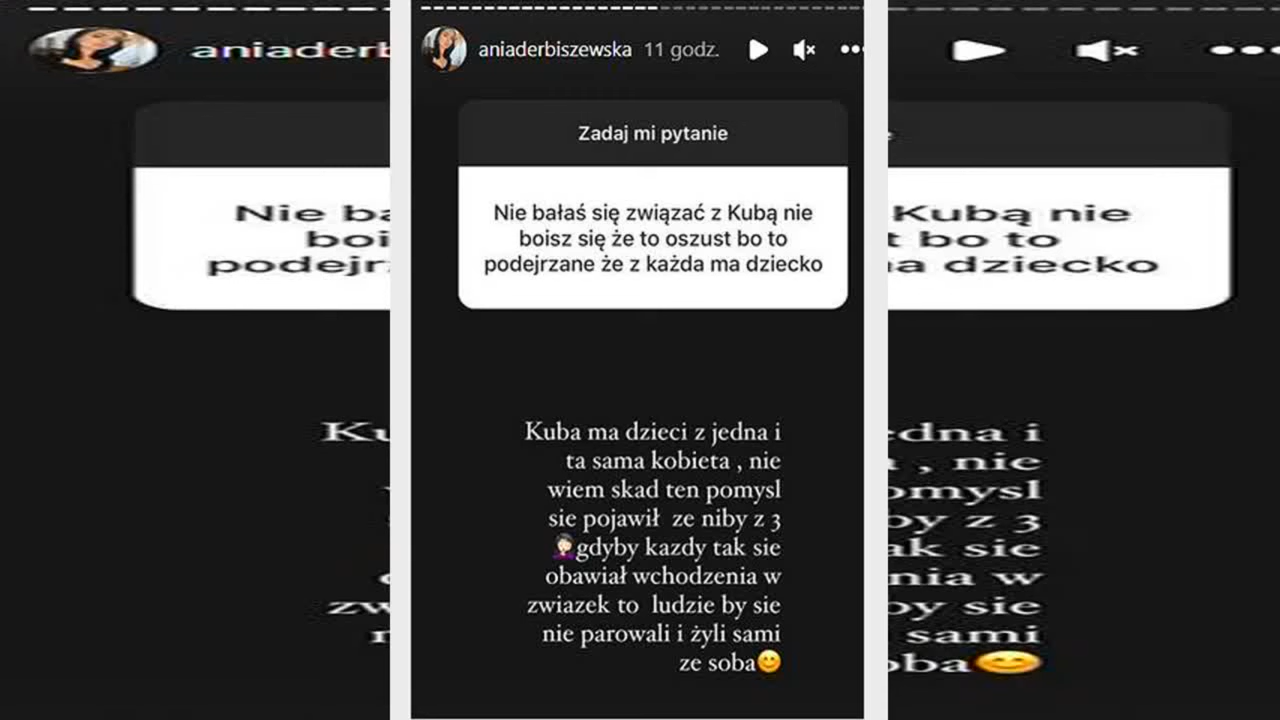 aniaderbiszewska 11 godz.
Zadaj mi pytanie
Nie bałaś się związać z Kubą nie
boisz się że to oszust bo to
podejrzane że z każda ma dziecko
Kuba ma dzieci z jedna i
ta sama kobieta , nie
wiem skad ten pomysl
sie pojawił ze niby z 3
🤦🏻‍♀️gdyby kazdy tak sie
obawiał wchodzenia w
zwiazek to ludzie by sie
nie parowali i żyli sami
ze soba😊